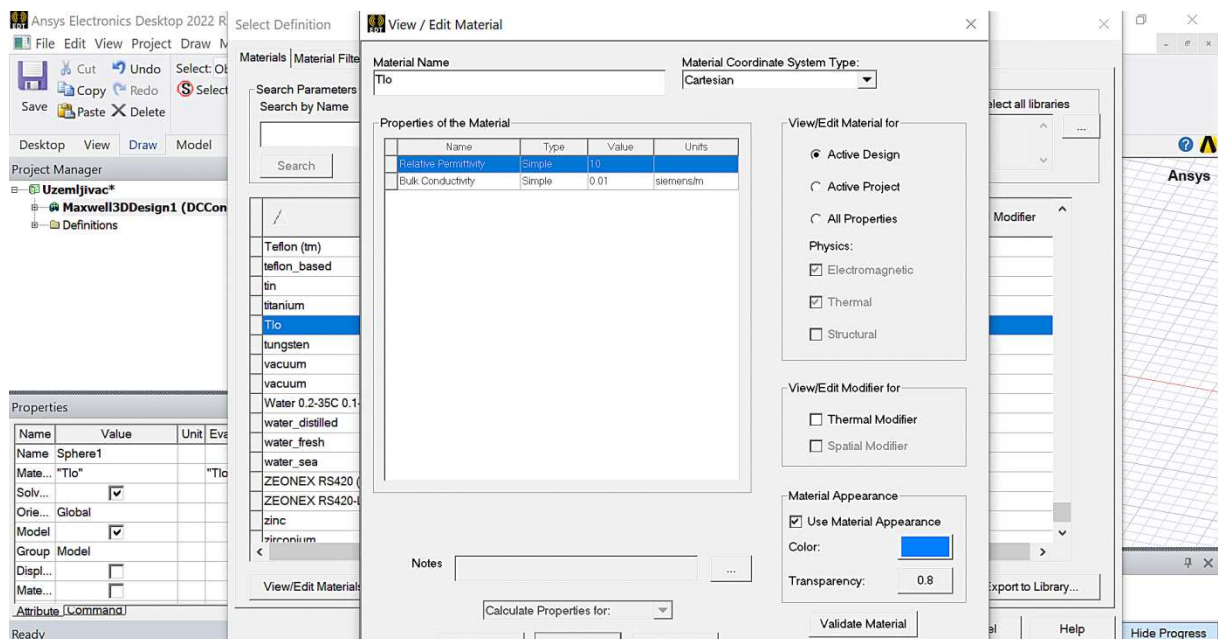 Ansys Electronics Desktop 2022 R
File Edit View Project Draw M
Save
Cut
Copy
Paste
Undo
Redo
Delete
Select: Ob
Select
Desktop View Draw Model
Project Manager
Uzemljivac*
Maxwell3DDesign1 (DCCon
Definitions
Properties
Name Value Unit Eva
Name Sphere1
Mate... "Tlo" "Tlo
Solv...
Orie... Global
Model
Group Model
Displ...
Mate...
Attribute Command
Ready
Select Definition
Materials Material Filte
Search Parameters
Search by Name
Search
/
Teflon (tm)
teflon_based
tin
titanium
Tlo
tungsten
vacuum
vacuum
Water 0.2-35C 0.1-
water_distilled
water_fresh
water_sea
ZEONEX RS420 (
ZEONEX RS420-L
zinc
zirconium
View/Edit Materials
View / Edit Material
Material Name
Tlo
Material Coordinate System Type:
Cartesian
Properties of the Material
Name Type Value Units
Relative Permittivity Simple 10
Bulk Conductivity Simple 0.01 siemens/m
Notes
...
Calculate Properties for:
View/Edit Material for
Active Design
Active Project
All Properties
Physics:
Electromagnetic
Thermal
Structural
View/Edit Modifier for
Thermal Modifier
Spatial Modifier
Material Appearance
Use Material Appearance
Color:
Transparency: 0.8
Validate Material
elect all libraries
...
Modifier
Export to Library...
el
Help
Ansys
Hide Progress